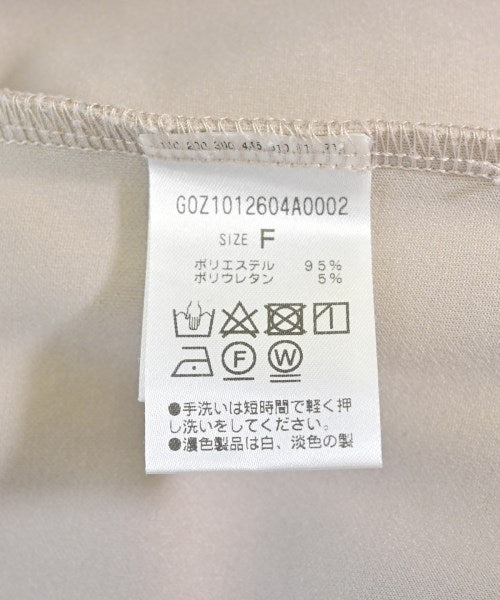 G0Z1012604A0002
SIZE F
ポリエステル 95%
ポリウレタン 5%
F W
●手洗いは短時間で軽く押
し洗いをしてください。
●濃色製品は白、淡色の製